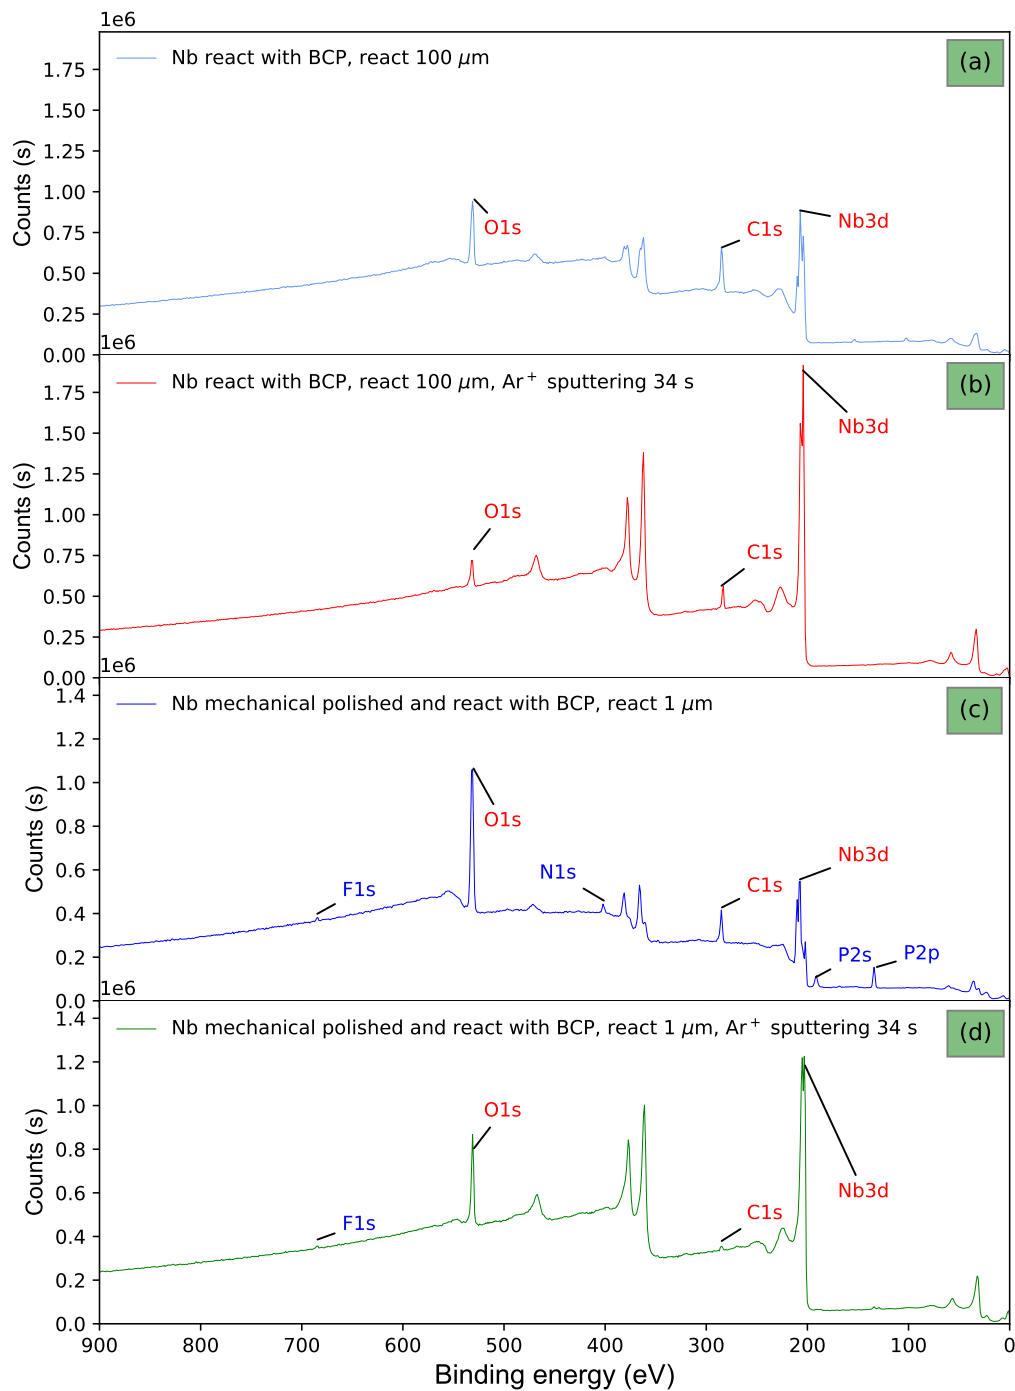 1e6
Nb react with BCP, react 100 μm
(a)
1.75
1.50
1.25
1.00
0.75
0.50
0.25
0.00
Counts (s)
O1s
C1s
Nb3d
1e6
Nb react with BCP, react 100 μm, Ar⁺ sputtering 34 s
(b)
1.75
1.50
1.25
1.00
0.75
0.50
0.25
0.00
Counts (s)
Nb3d
O1s
C1s
1e6
Nb mechanical polished and react with BCP, react 1 μm
(c)
1.4
1.2
1.0
0.8
0.6
0.4
0.2
0.0
Counts (s)
O1s
Nb3d
N1s
C1s
F1s
P2s
P2p
1e6
Nb mechanical polished and react with BCP, react 1 μm, Ar⁺ sputtering 34 s
(d)
1.4
1.2
1.0
0.8
0.6
0.4
0.2
0.0
Counts (s)
O1s
Nb3d
C1s
F1s
900 800 700 600 500 400 300 200 100 0
Binding energy (eV)